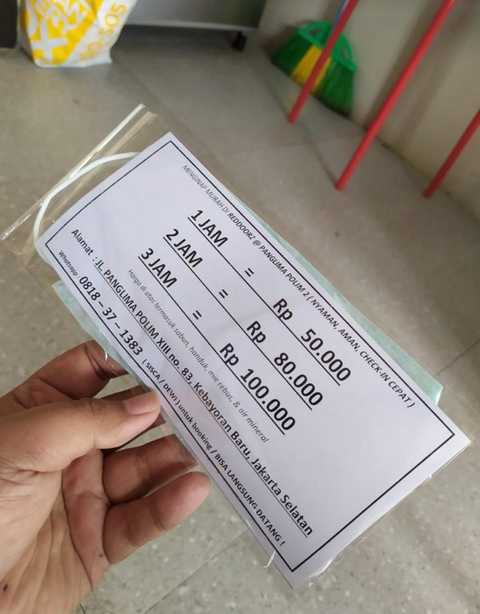 MENGINAP MURAH DI REDDOORZ @ PANGLIMA POLIM 2 ( NYAMAN, AMAN, CHECK-IN CEPAT )
1 JAM = Rp 50.000
2 JAM = Rp 80.000
3 JAM = Rp 100.000
Harga di atas termasuk sabun, handuk, mie rebus, & air mineral
Alamat : JL. PANGLIMA POLIM XIII no. 83, Kebayoran Baru, Jakarta Selatan
Whatsapp 0818 – 37 – 1383 ( SISCA / DEWI ) untuk booking / BISA LANGSUNG DATANG !